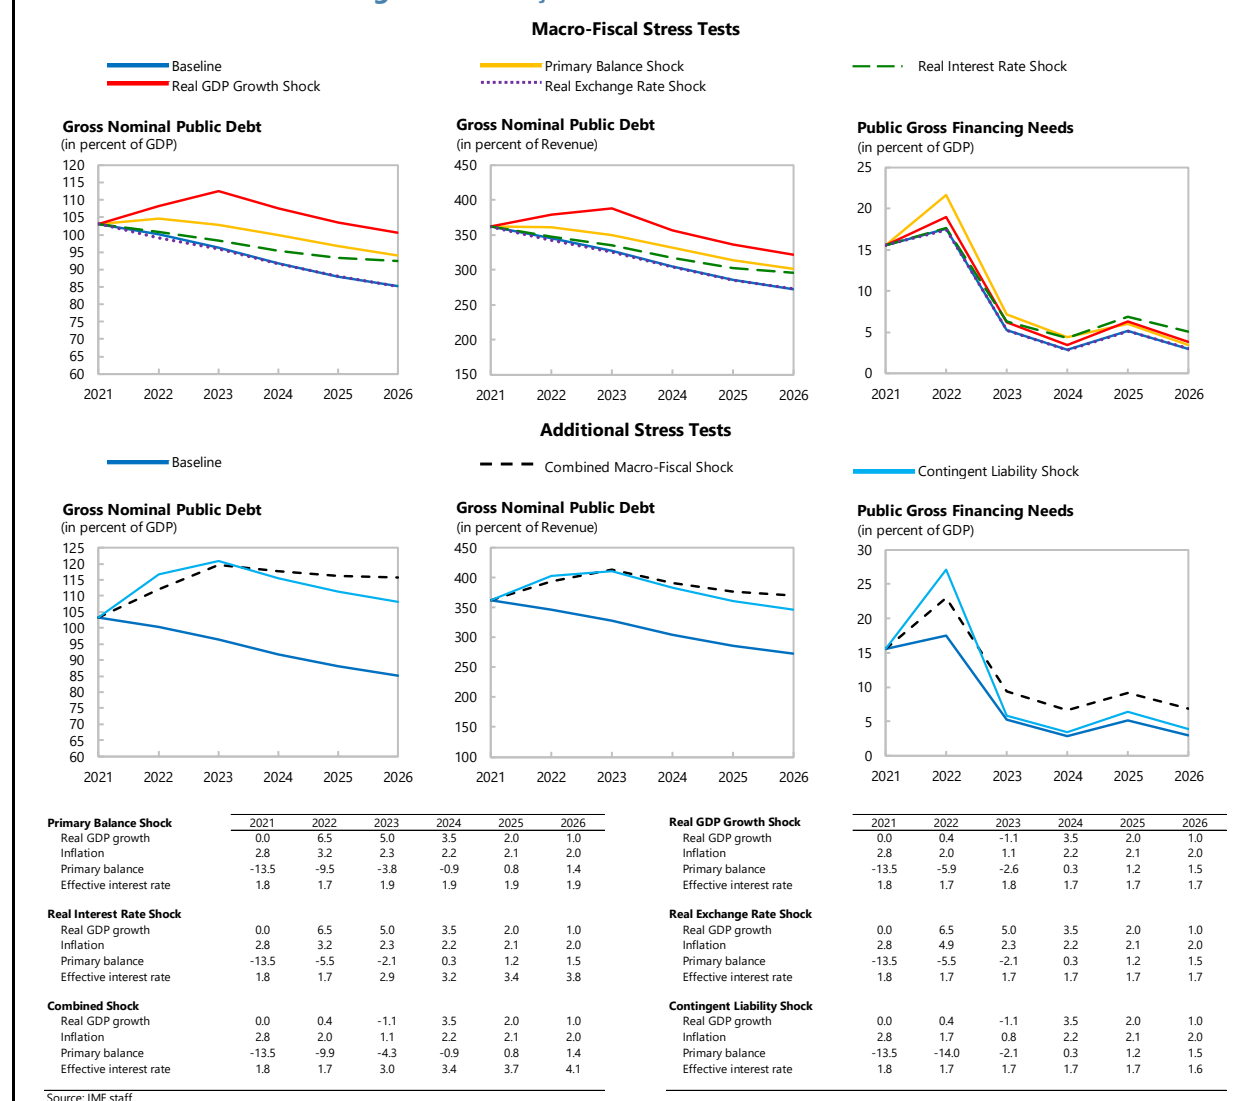 Macro-Fiscal Stress Tests
Baseline
Primary Balance Shock
Real Interest Rate Shock
Real GDP Growth Shock
Real Exchange Rate Shock
Gross Nominal Public Debt
(in percent of GDP)
120
115
110
105
100
95
90
85
80
75
70
65
60
2021 2022 2023 2024 2025 2026
Gross Nominal Public Debt
(in percent of Revenue)
450
400
350
300
250
200
150
2021 2022 2023 2024 2025 2026
Public Gross Financing Needs
(in percent of GDP)
25
20
15
10
5
0
2021 2022 2023 2024 2025 2026
Additional Stress Tests
Baseline
Combined Macro-Fiscal Shock
Contingent Liability Shock
Gross Nominal Public Debt
(in percent of GDP)
125
120
115
110
105
100
95
90
85
80
75
70
65
60
2021 2022 2023 2024 2025 2026
Gross Nominal Public Debt
(in percent of Revenue)
450
400
350
300
250
200
150
100
2021 2022 2023 2024 2025 2026
Public Gross Financing Needs
(in percent of GDP)
30
25
20
15
10
5
0
2021 2022 2023 2024 2025 2026
Primary Balance Shock 2021 2022 2023 2024 2025 2026
Real GDP growth 0.0 6.5 5.0 3.5 2.0 1.0
Inflation 2.8 3.2 2.3 2.2 2.1 2.0
Primary balance -13.5 -9.5 -3.8 -0.9 0.8 1.4
Effective interest rate 1.8 1.7 1.9 1.9 1.9 1.9
Real Interest Rate Shock
Real GDP growth 0.0 6.5 5.0 3.5 2.0 1.0
Inflation 2.8 3.2 2.3 2.2 2.1 2.0
Primary balance -13.5 -5.5 -2.1 0.3 1.2 1.5
Effective interest rate 1.8 1.7 2.9 3.2 3.4 3.8
Combined Shock
Real GDP growth 0.0 0.4 -1.1 3.5 2.0 1.0
Inflation 2.8 2.0 1.1 2.2 2.1 2.0
Primary balance -13.5 -9.9 -4.3 -0.9 0.8 1.4
Effective interest rate 1.8 1.7 3.0 3.4 3.7 4.1
Real GDP Growth Shock 2021 2022 2023 2024 2025 2026
Real GDP growth 0.0 0.4 -1.1 3.5 2.0 1.0
Inflation 2.8 2.0 1.1 2.2 2.1 2.0
Primary balance -13.5 -5.9 -2.6 0.3 1.2 1.5
Effective interest rate 1.8 1.7 1.8 1.7 1.7 1.7
Real Exchange Rate Shock
Real GDP growth 0.0 6.5 5.0 3.5 2.0 1.0
Inflation 2.8 4.9 2.3 2.2 2.1 2.0
Primary balance -13.5 -5.5 -2.1 0.3 1.2 1.5
Effective interest rate 1.8 1.7 1.7 1.7 1.7 1.7
Contingent Liability Shock
Real GDP growth 0.0 0.4 -1.1 3.5 2.0 1.0
Inflation 2.8 1.7 0.8 2.2 2.1 2.0
Primary balance -13.5 -14.0 -2.1 0.3 1.2 1.5
Effective interest rate 1.8 1.7 1.7 1.7 1.7 1.6
Source: IMF staff